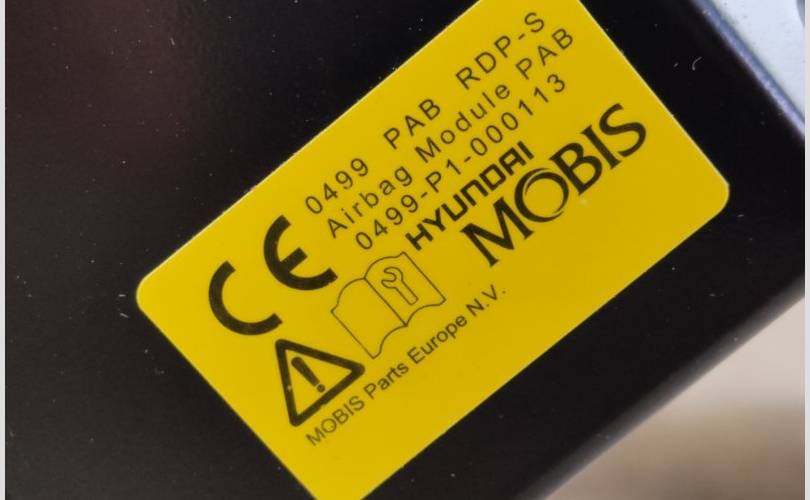 CE
0499 PAB RDP-S
Airbag Module PAB
0499-P1-000113
HYUNDAI
MOBIS
MOBIS Parts Europe N.V.